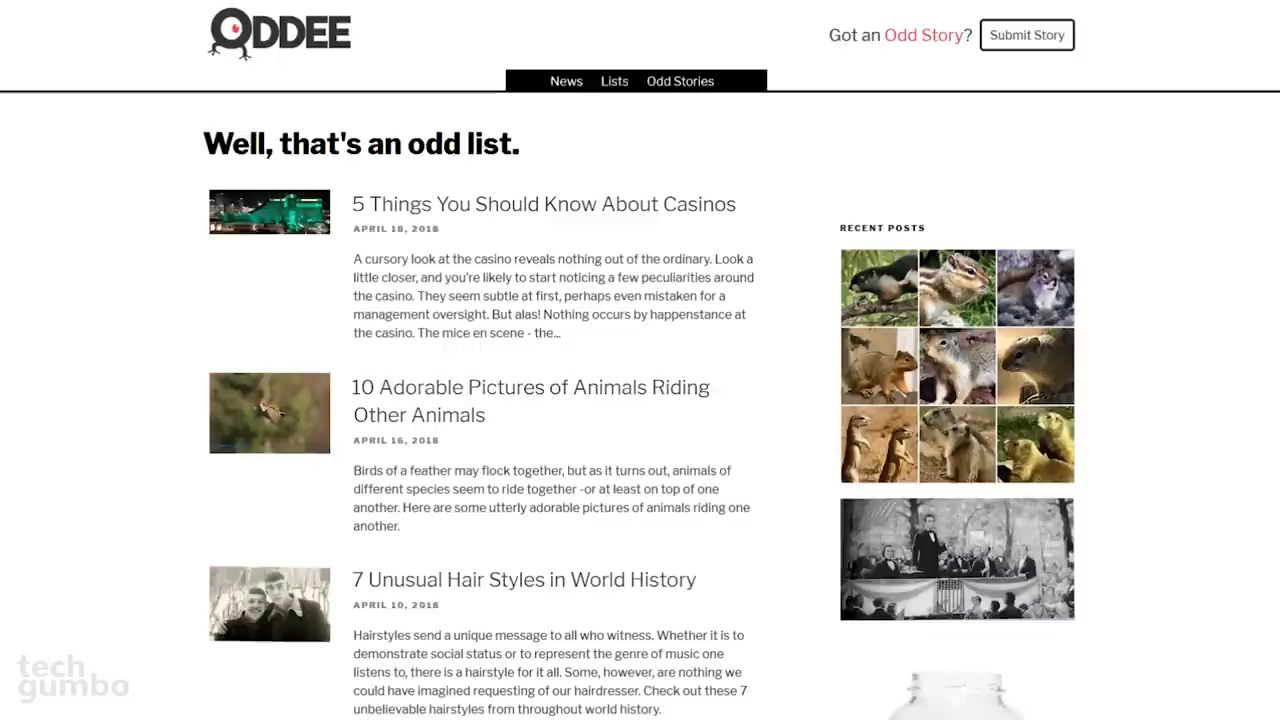 ODDEE
Got an Odd Story?
Submit Story
News Lists Odd Stories
Well, that's an odd list.
5 Things You Should Know About Casinos
APRIL 18, 2018
A cursory look at the casino reveals nothing out of the ordinary. Look a
little closer, and you're likely to start noticing a few peculiarities around
the casino. They seem subtle at first, perhaps even mistaken for a
management oversight. But alas! Nothing occurs by happenstance at
the casino. The mice en scene - the...
10 Adorable Pictures of Animals Riding
Other Animals
APRIL 16, 2018
Birds of a feather may flock together, but as it turns out, animals of
different species seem to ride together -or at least on top of one
another. Here are some utterly adorable pictures of animals riding one
another.
7 Unusual Hair Styles in World History
APRIL 10, 2018
Hairstyles send a unique message to all who witness. Whether it is to
demonstrate social status or to represent the genre of music one
listens to, there is a hairstyle for it all. Some, however, are nothing we
could have imagined requesting of our hairdresser. Check out these 7
unbelievable hairstyles from throughout world history.
RECENT POSTS
tech
gumbo